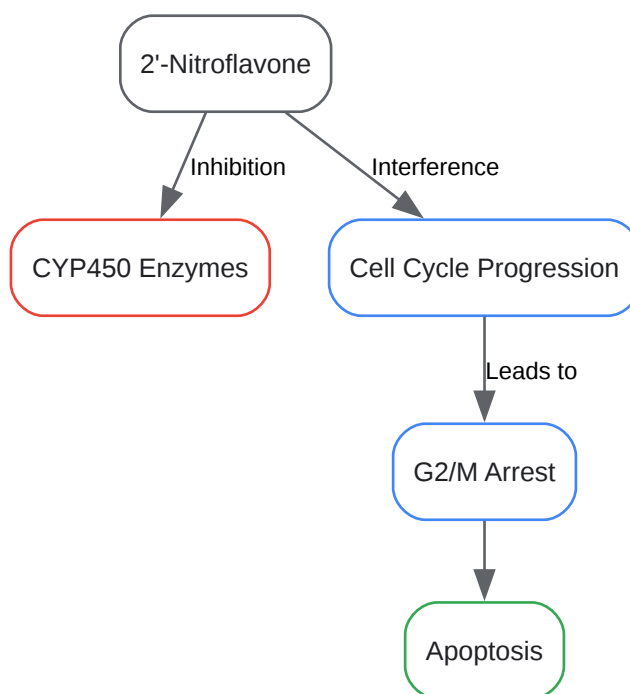 2'-Nitroflavone
Inhibition
Interference
CYP450 Enzymes
Cell Cycle Progression
Leads to
G2/M Arrest
Apoptosis